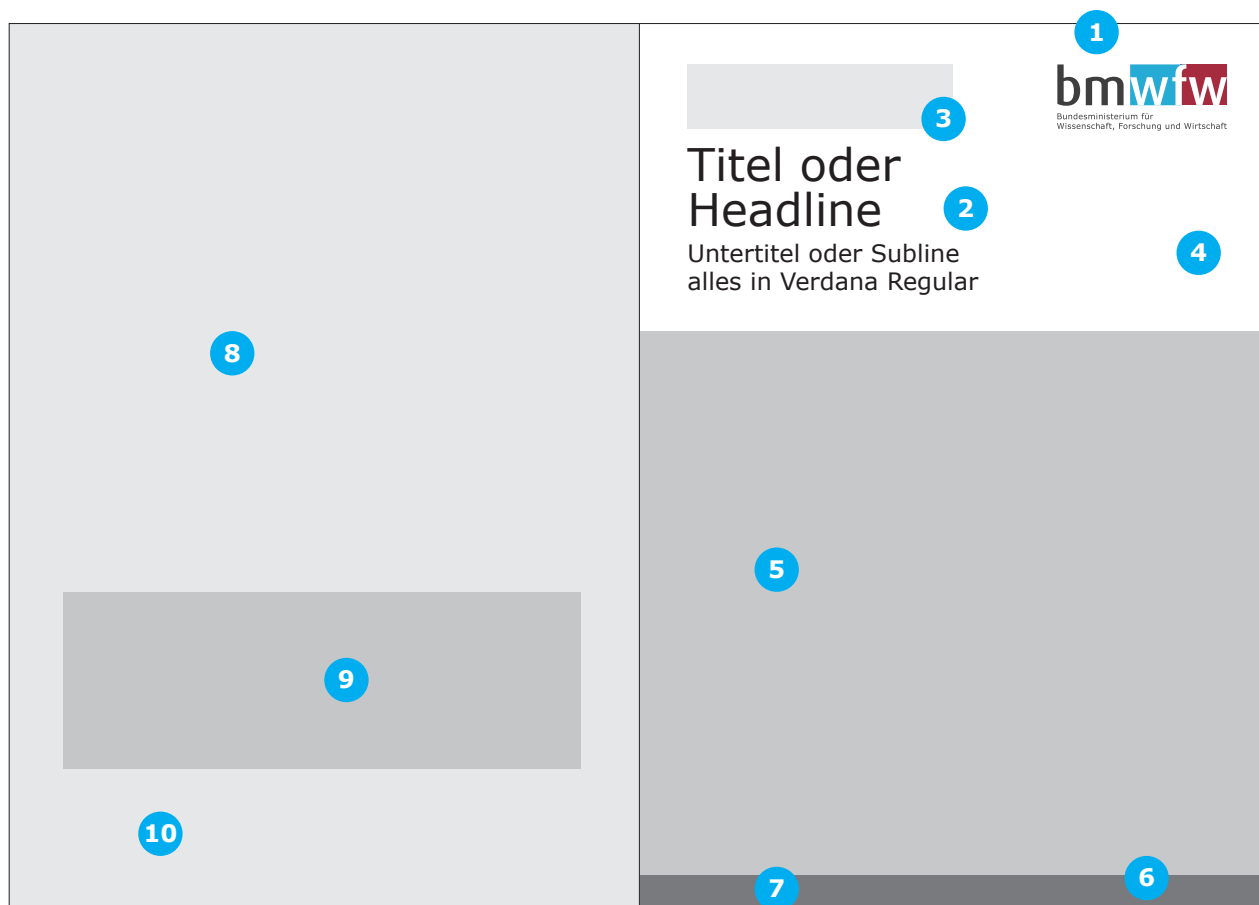 1
bmwfw
Bundesministerium für
Wissenschaft, Forschung und Wirtschaft
3
Titel oder
Headline
2
Untertitel oder Subline
alles in Verdana Regular
4
8
5
9
10
7
6